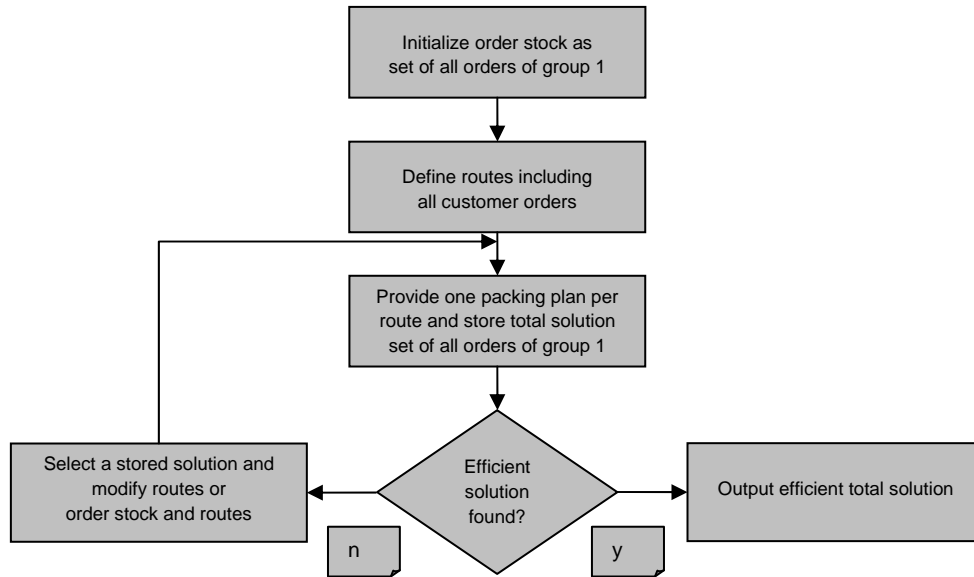 Initialize order stock as
set of all orders of group 1
Define routes including
all customer orders
Provide one packing plan per
route and store total solution
set of all orders of group 1
Select a stored solution and
modify routes or
order stock and routes
Efficient
solution
found?
Output efficient total solution
n
y